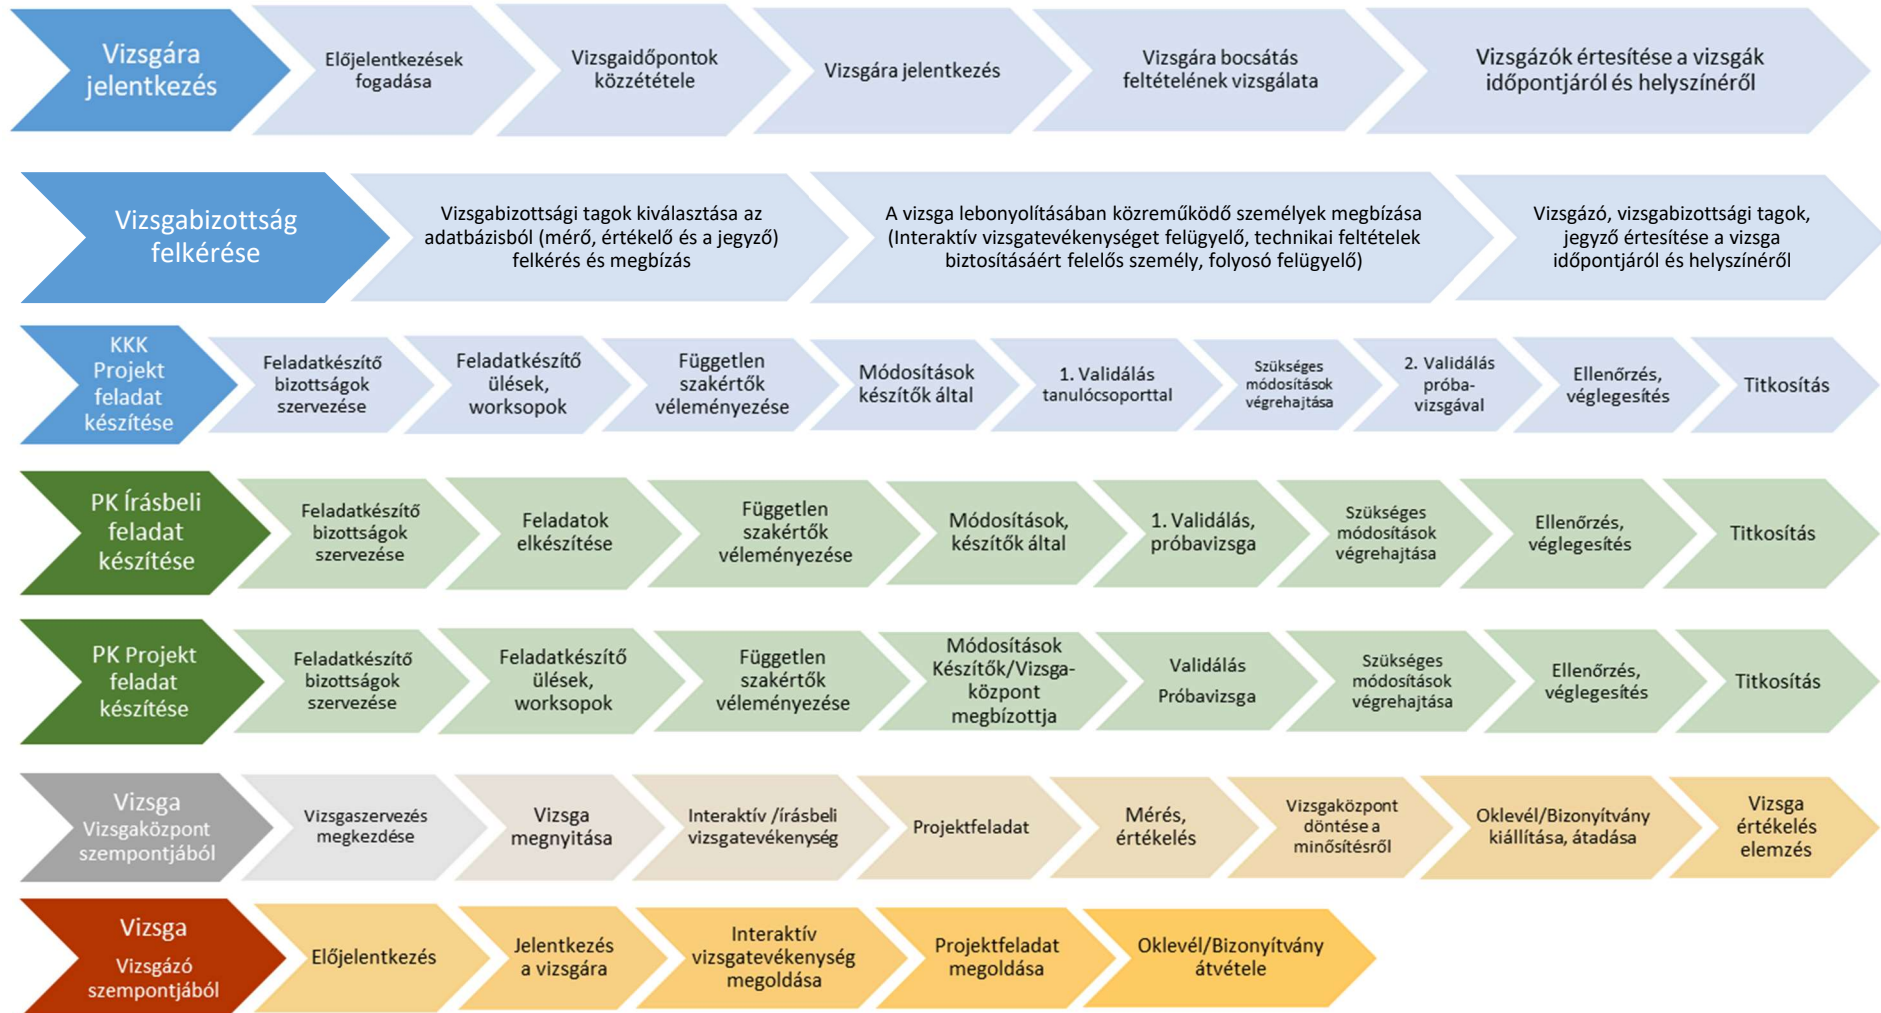 Vizsgára
jelentkezés
Előjelentkezések
fogadása
Vizsgaidőpontok
közzététele
Vizsgára jelentkezés
Vizsgára bocsátás
feltételének vizsgálata
Vizsgázók értesítése a vizsgák
időpontjáról és helyszínéről
Vizsgabizottság
felkérése
Vizsgabizottsági tagok kiválasztása az
adatbázisból (mérő, értékelő és a jegyző)
felkérés és megbízás
A vizsga lebonyolításában közreműködő személyek megbízása
(Interaktív vizsgatevékenységet felügyelő, technikai feltételek
biztosításáért felelős személy, folyosó felügyelő)
Vizsgázó, vizsgabizottsági tagok,
jegyző értesítése a vizsga
időpontjáról és helyszínéről
KKK
Projekt
feladat
készítése
Feladatkészítő
bizottságok
szervezése
Feladatkészítő
ülések,
worksopok
Független
szakértők
véleményezése
Módosítások
készítők által
1. Validálás
tanulócsoporttal
Szükséges
módosítások
végrehajtása
2. Validálás
próba-
vizsgával
Ellenőrzés,
véglegesítés
Titkosítás
PK Írásbeli
feladat
készítése
Feladatkészítő
bizottságok
szervezése
Feladatok
elkészítése
Független
szakértők
véleményezése
Módosítások,
készítők által
1. Validálás,
próbavizsga
Szükséges
módosítások
végrehajtása
Ellenőrzés,
véglegesítés
Titkosítás
PK Projekt
feladat
készítése
Feladatkészítő
bizottságok
szervezése
Feladatkészítő
ülések,
worksopok
Független
szakértők
véleményezése
Módosítások
Készítők/Vizsga-
központ
megbízottja
Validálás
Próbavizsga
Szükséges
módosítások
végrehajtása
Ellenőrzés,
véglegesítés
Titkosítás
Vizsga
Vizsgaközpont
szempontjából
Vizsgaszervezés
megkezdése
Vizsga
megnyitása
Interaktív /írásbeli
vizsgatevékenység
Projektfeladat
Mérés,
értékelés
Vizsgaközpont
döntése a
minősítésről
Oklevél/Bizonyítvány
kiállítása, átadása
Vizsga
értékelés
elemzés
Vizsga
Vizsgázó
szempontjából
Előjelentkezés
Jelentkezés
a vizsgára
Interaktív
vizsgatevékenység
megoldása
Projektfeladat
megoldása
Oklevél/Bizonyítvány
átvétele